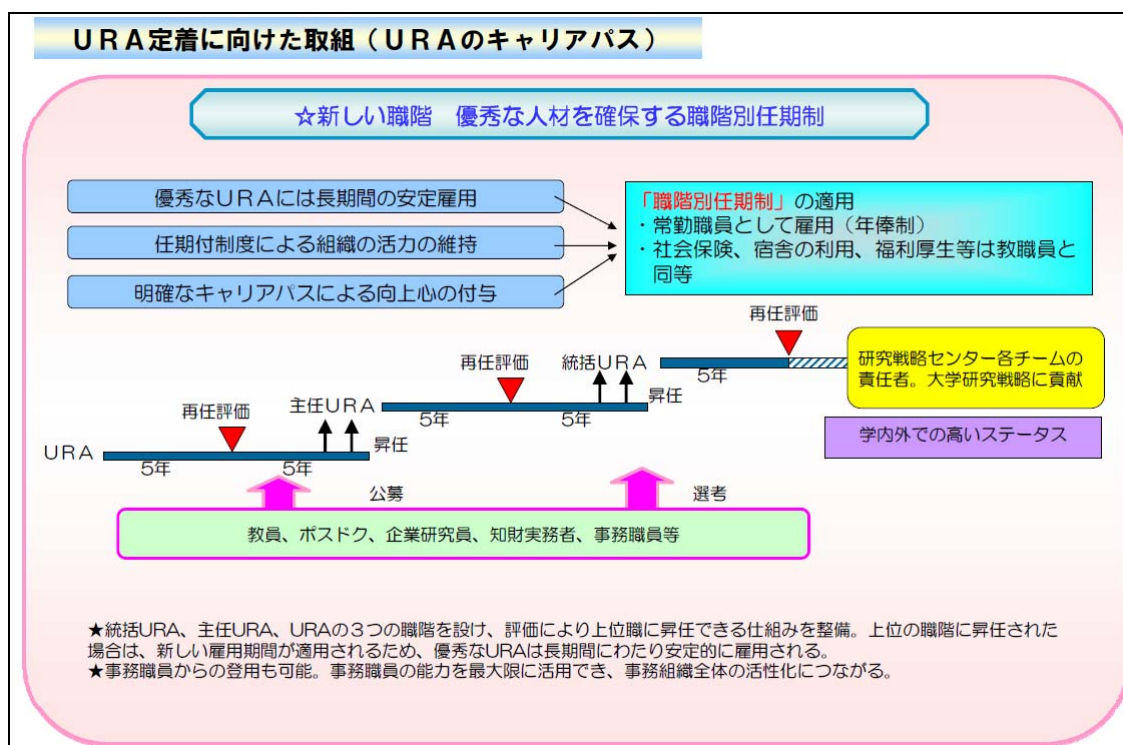 URA定着に向けた取組（URAのキャリアパス）
☆新しい職階　優秀な人材を確保する職階別任期制
優秀なURAには長期間の安定雇用
任期付制度による組織の活力の維持
明確なキャリアパスによる向上心の付与
「職階別任期制」の適用
・常勤職員として雇用（年俸制）
・社会保険、宿舎の利用、福利厚生等は教職員と
同等
再任評価
5年
研究戦略センター各チームの
責任者。大学研究戦略に貢献
再任評価
統括URA
5年
5年
昇任
学内外での高いステータス
再任評価
主任URA
URA
5年
5年
昇任
公募
選考
教員、ポスドク、企業研究員、知財実務者、事務職員等
★統括URA、主任URA、URAの３つの職階を設け、評価により上位職に昇任できる仕組みを整備。上位の職階に昇任された
場合は、新しい雇用期間が適用されるため、優秀なURAは長期間にわたり安定的に雇用される。
★事務職員からの登用も可能。事務職員の能力を最大限に活用でき、事務組織全体の活性化につながる。